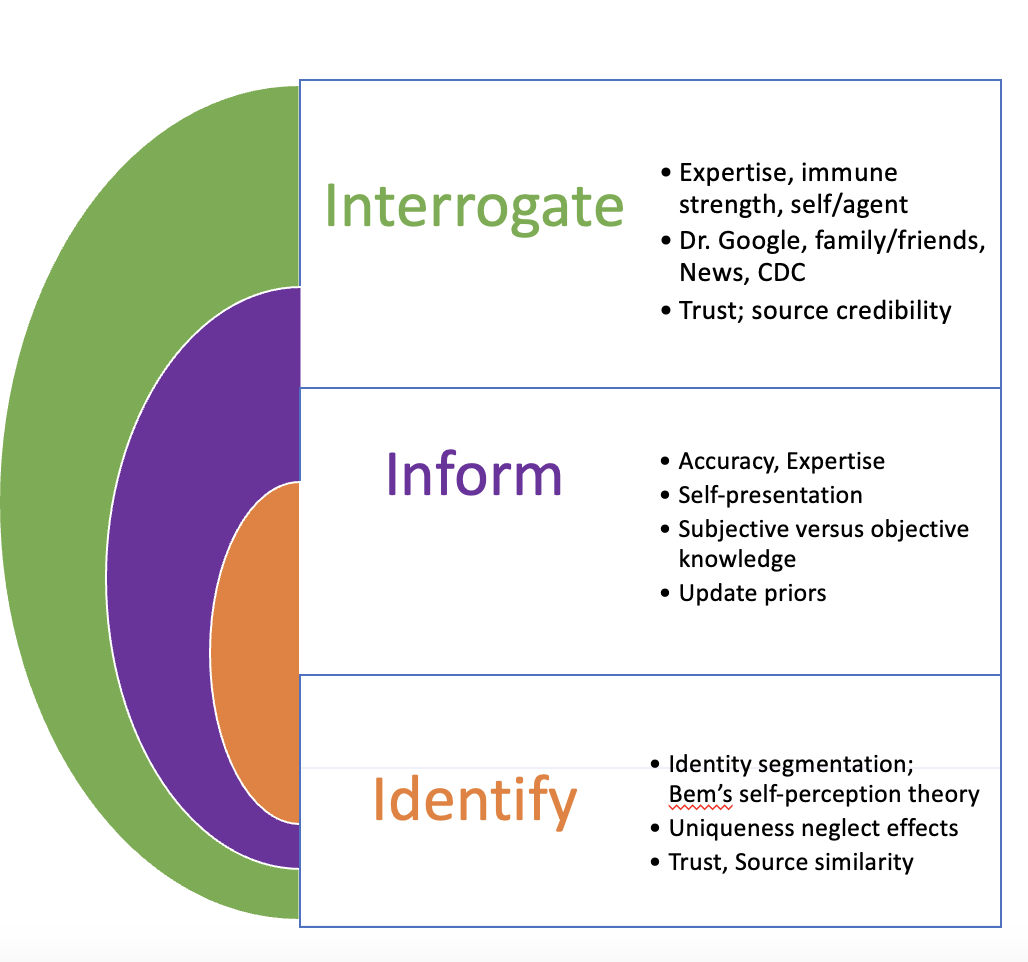 Interrogate
• Expertise, immune
strength, self/agent
• Dr. Google, family/friends,
News, CDC
• Trust; source credibility
Inform
• Accuracy, Expertise
• Self-presentation
• Subjective versus objective
knowledge
• Update priors
Identify
• Identity segmentation;
Bem’s self-perception theory
• Uniqueness neglect effects
• Trust, Source similarity